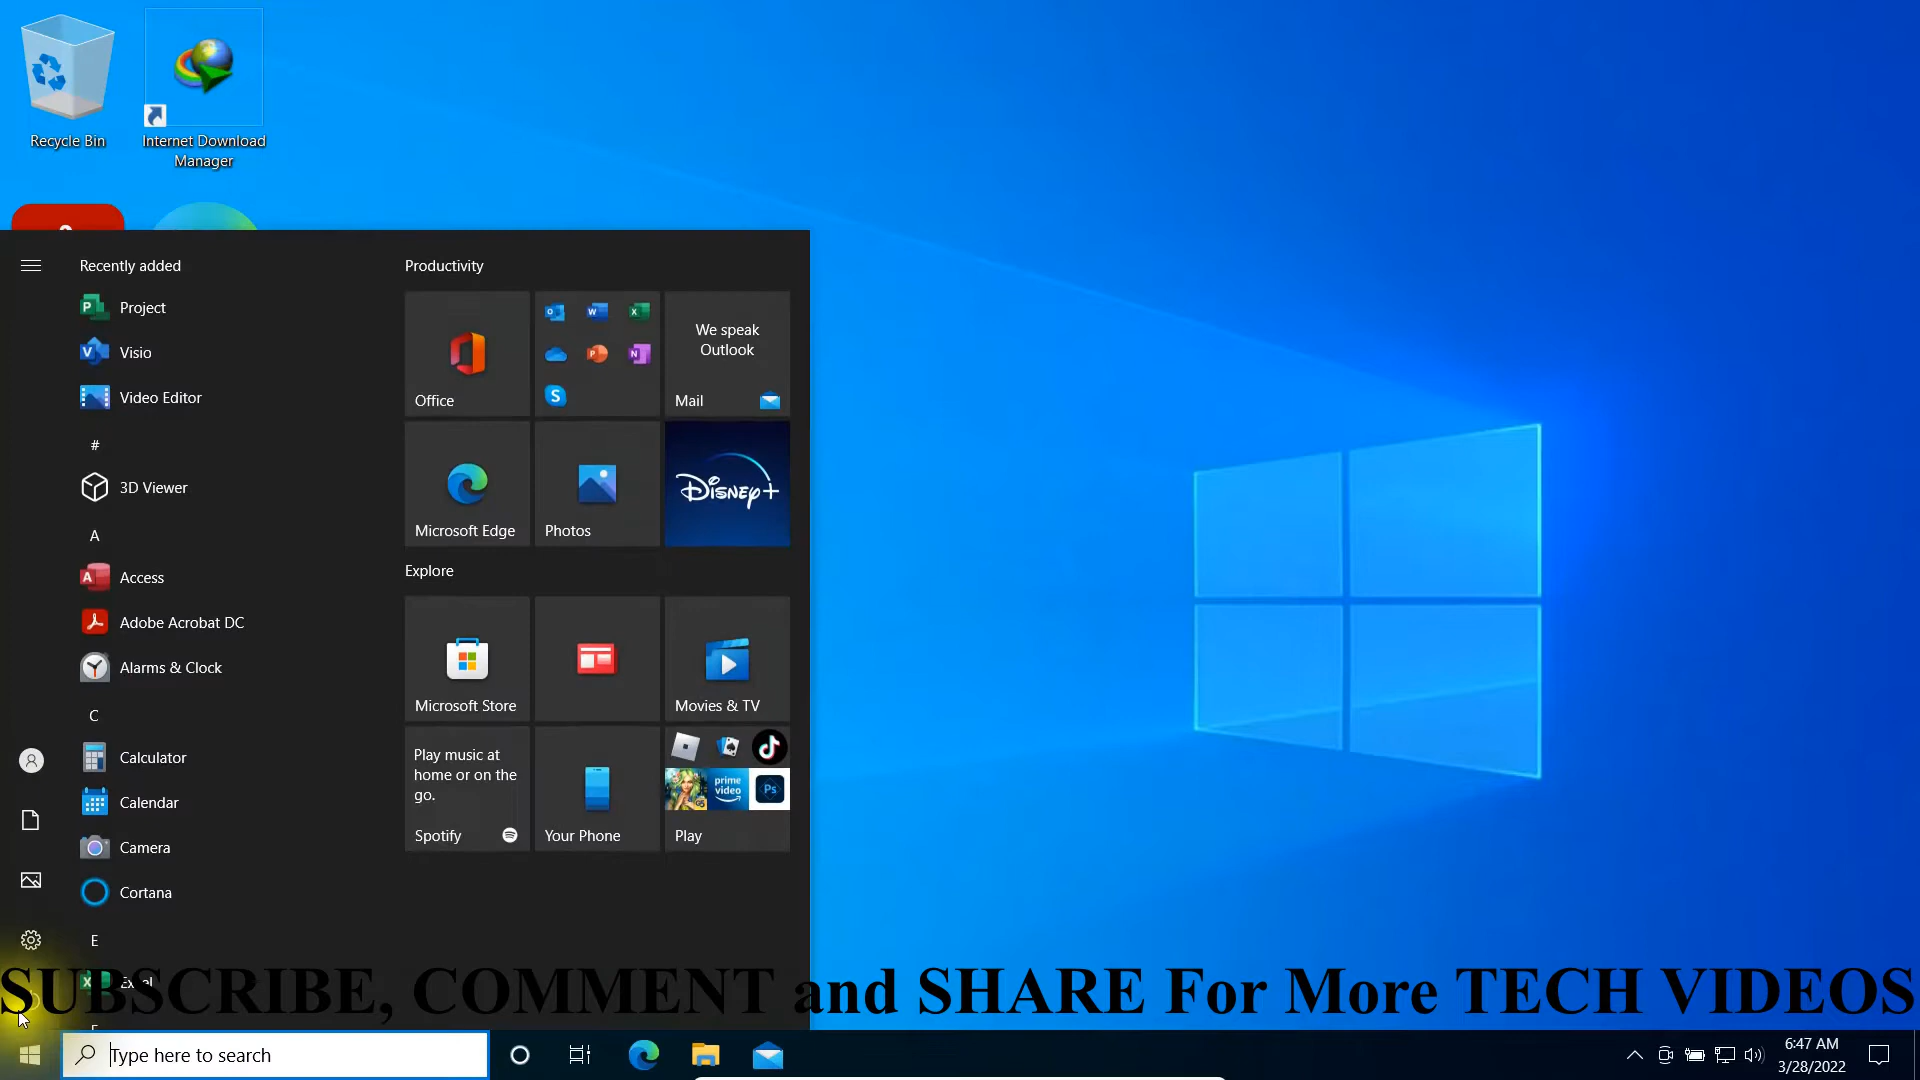 Recycle Bin
Internet Download
Manager
Recently added
Project
Visio
Video Editor
#
3D Viewer
A
Access
Adobe Acrobat DC
Alarms & Clock
C
Calculator
Calendar
Camera
Cortana
E
Excel
F
Productivity
Office
We speak
Outlook
Mail
Microsoft Edge
Photos
Disney+
Explore
Microsoft Store
Movies & TV
Play music at
home or on the
go.
Spotify
Your Phone
prime
video
Ps
Play
SUBSCRIBE, COMMENT and SHARE For More TECH VIDEOS
Type here to search
6:47 AM
3/28/2022